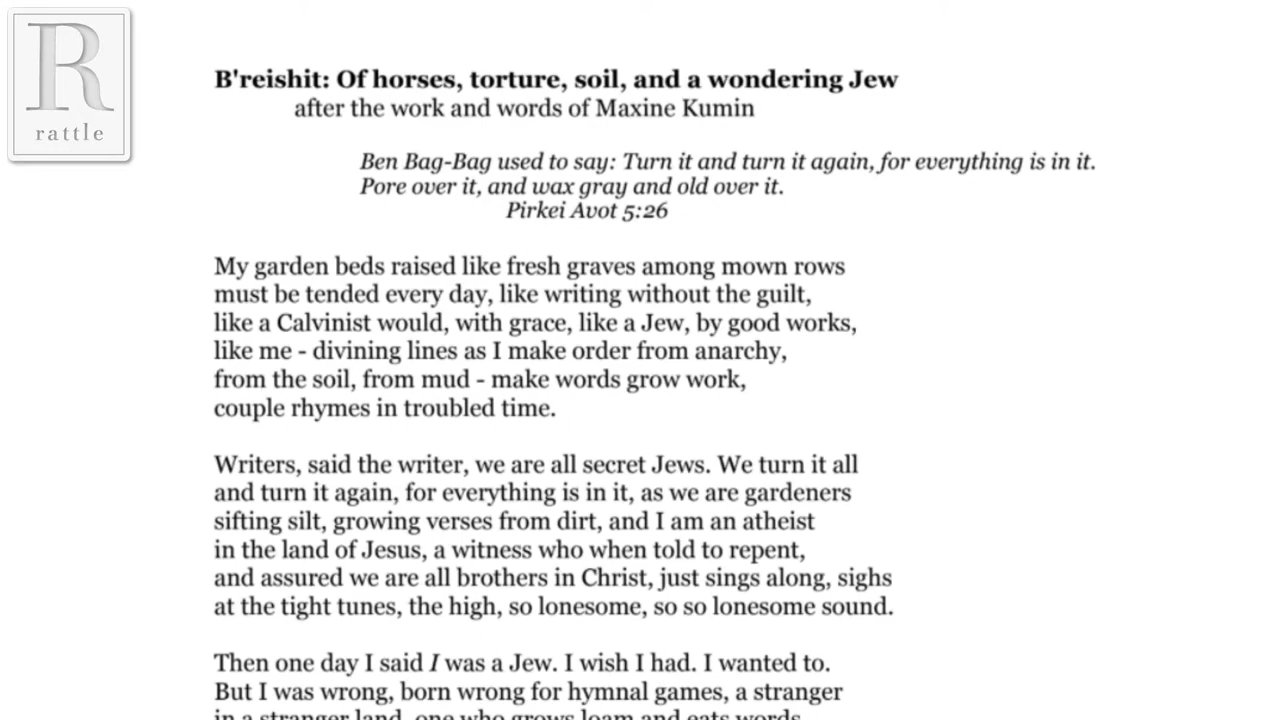 R
rattle
B'reishit: Of horses, torture, soil, and a wondering Jew
after the work and words of Maxine Kumin
Ben Bag-Bag used to say: Turn it and turn it again, for everything is in it.
Pore over it, and wax gray and old over it.
Pirkei Avot 5:26
My garden beds raised like fresh graves among mown rows
must be tended every day, like writing without the guilt,
like a Calvinist would, with grace, like a Jew, by good works,
like me - divining lines as I make order from anarchy,
from the soil, from mud - make words grow work,
couple rhymes in troubled time.
Writers, said the writer, we are all secret Jews. We turn it all
and turn it again, for everything is in it, as we are gardeners
sifting silt, growing verses from dirt, and I am an atheist
in the land of Jesus, a witness who when told to repent,
and assured we are all brothers in Christ, just sings along, sighs
at the tight tunes, the high, so lonesome, so so lonesome sound.
Then one day I said I was a Jew. I wish I had. I wanted to.
But I was wrong, born wrong for hymnal games, a stranger
in a stranger land, one who grows loam and eats words